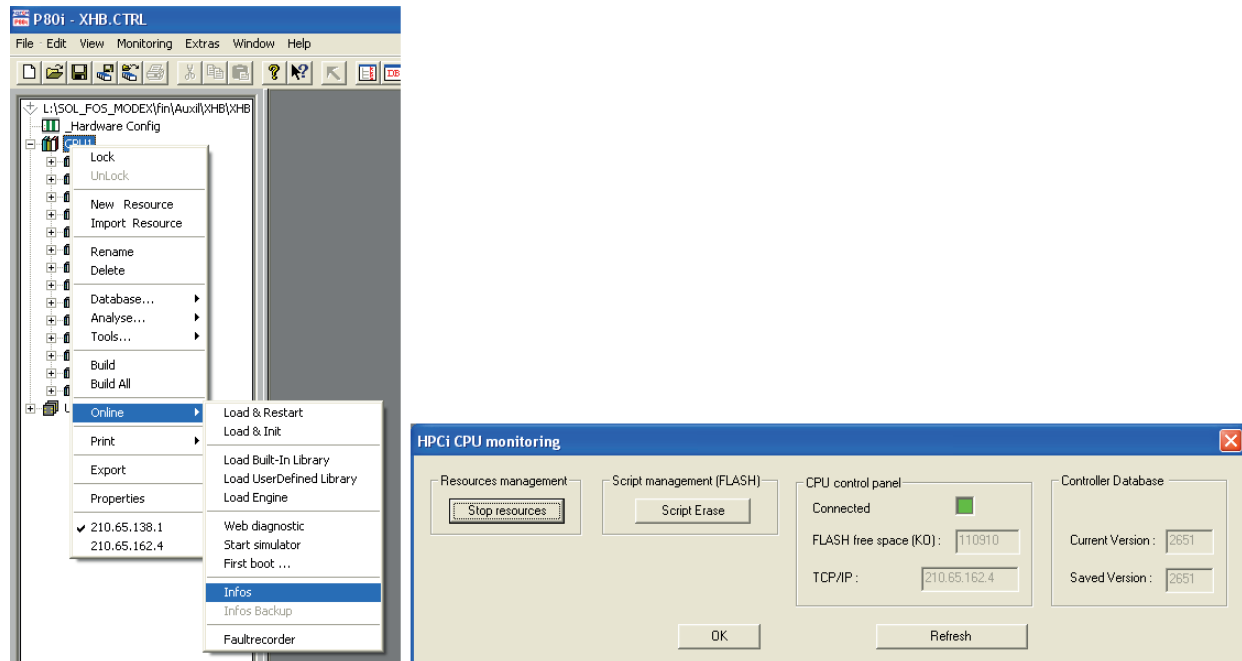 P80i - XHB.CTRL
File Edit View Monitoring Extras Window Help
DB
L:\SOL_FOS_MODEX\fin\Auxil\XHB\XHB
_Hardware Config
CPU1
Lock
UnLock
New Resource
Import Resource
Rename
Delete
Database...
Analyse...
Tools...
Build
Build All
U
Online
Print
Export
Properties
210.65.138.1
210.65.162.4
Load & Restart
Load & Init
Load Built-In Library
Load UserDefined Library
Load Engine
Web diagnostic
Start simulator
First boot ...
Infos
Infos Backup
Faultrecorder
HPCi CPU monitoring
Resources management
Stop resources
Script management (FLASH)
Script Erase
CPU control panel
Connected
FLASH free space (KO) : 110910
TCP/IP : 210.65.162.4
Controller Database
Current Version : 2651
Saved Version : 2651
OK
Refresh